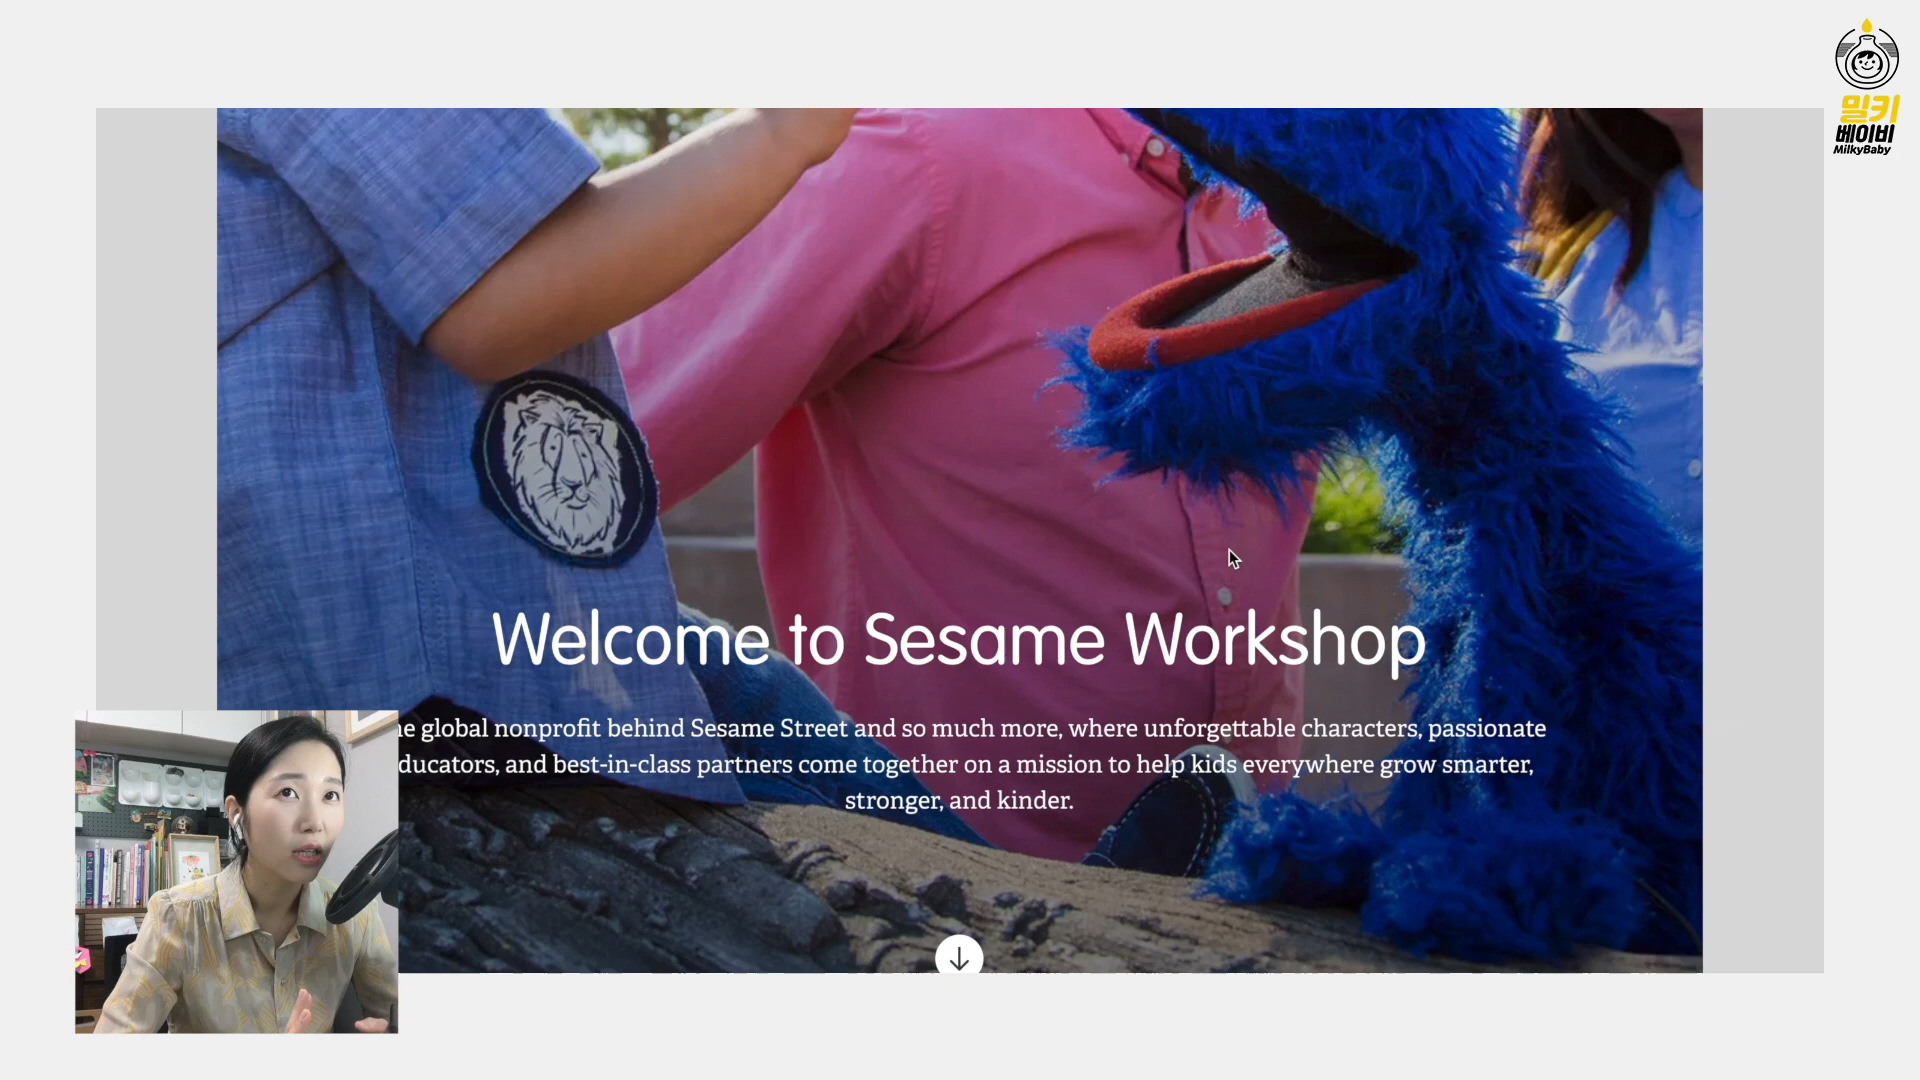 밀키
베이비
MilkyBaby
Welcome to Sesame Workshop
global nonprofit behind Sesame Street and so much more, where unforgettable characters, passionate
and best-in-class partners come together on a mission to help kids everywhere grow smarter,
stronger, and kinder.